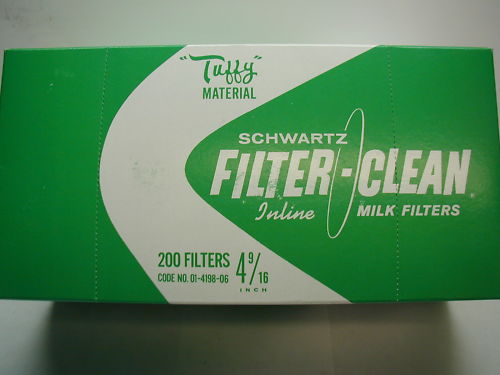 "Tuffy"
MATERIAL
SCHWARTZ
FILTER-CLEAN
Inline MILK FILTERS
200 FILTERS 4 9/16
CODE NO. 01-4198-06 INCH